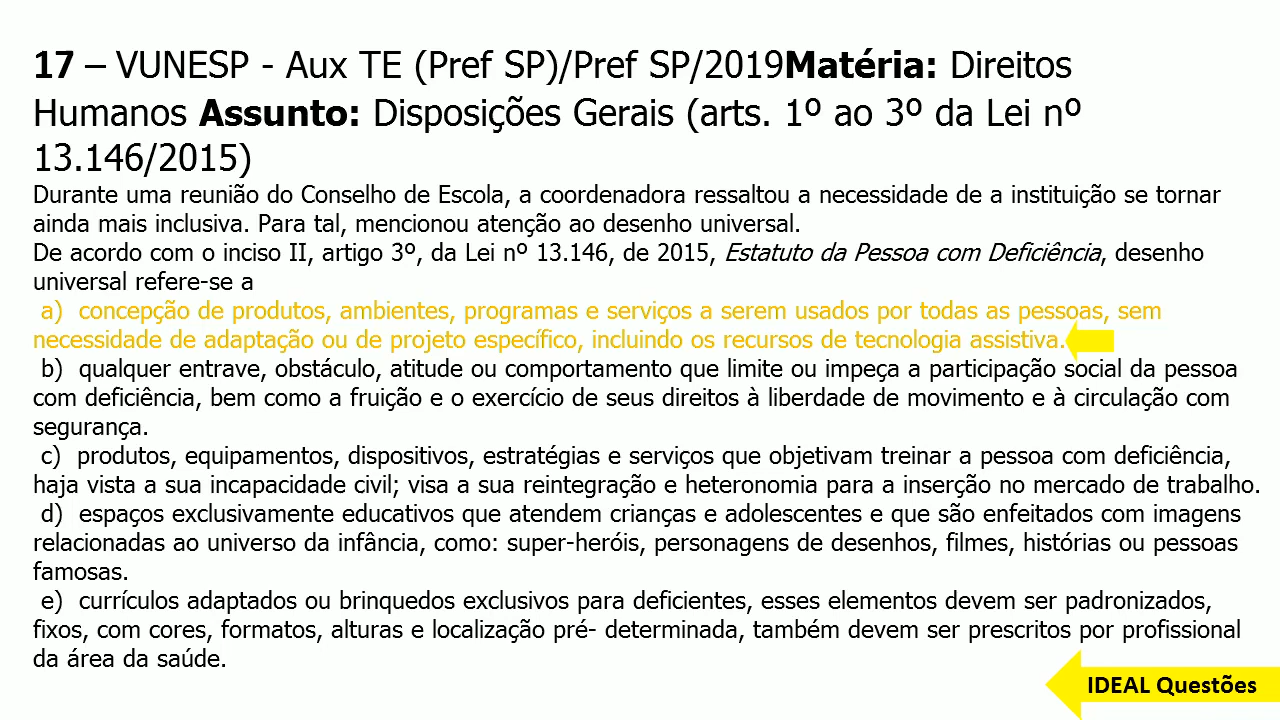 17 – VUNESP - Aux TE (Pref SP)/Pref SP/2019Matéria: Direitos
Humanos Assunto: Disposições Gerais (arts. 1º ao 3º da Lei nº
13.146/2015)
Durante uma reunião do Conselho de Escola, a coordenadora ressaltou a necessidade de a instituição se tornar
ainda mais inclusiva. Para tal, mencionou atenção ao desenho universal.
De acordo com o inciso II, artigo 3º, da Lei nº 13.146, de 2015, Estatuto da Pessoa com Deficiência, desenho
universal refere-se a
a) concepção de produtos, ambientes, programas e serviços a serem usados por todas as pessoas, sem
necessidade de adaptação ou de projeto específico, incluindo os recursos de tecnologia assistiva.
b) qualquer entrave, obstáculo, atitude ou comportamento que limite ou impeça a participação social da pessoa
com deficiência, bem como a fruição e o exercício de seus direitos à liberdade de movimento e à circulação com
segurança.
c) produtos, equipamentos, dispositivos, estratégias e serviços que objetivam treinar a pessoa com deficiência,
haja vista a sua incapacidade civil; visa a sua reintegração e heteronomia para a inserção no mercado de trabalho.
d) espaços exclusivamente educativos que atendem crianças e adolescentes e que são enfeitados com imagens
relacionadas ao universo da infância, como: super-heróis, personagens de desenhos, filmes, histórias ou pessoas
famosas.
e) currículos adaptados ou brinquedos exclusivos para deficientes, esses elementos devem ser padronizados,
fixos, com cores, formatos, alturas e localização pré- determinada, também devem ser prescritos por profissional
da área da saúde.
IDEAL Questões